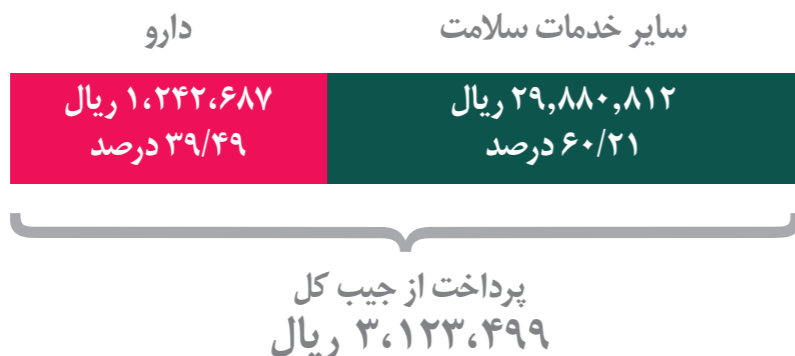 سایر خدمات سلامت
دارو
۲۹,۸۸۰,۸۱۲ ریال
۶۰/۲۱ درصد
۱،۲۴۲،۶۸۷ ریال
۳۹/۴۹ درصد
پرداخت از جیب کل
۳،۱۲۳،۴۹۹ ریال